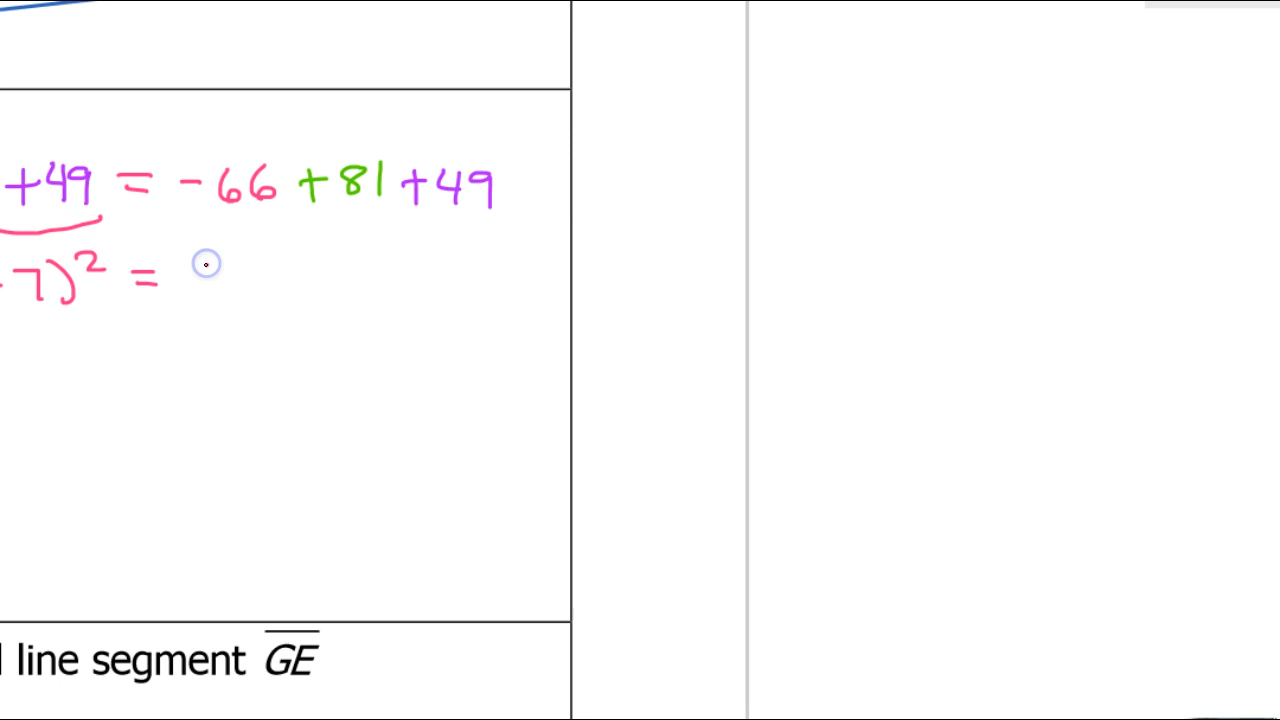 +49 = -66 +81 +49
7)² =
line segment GE